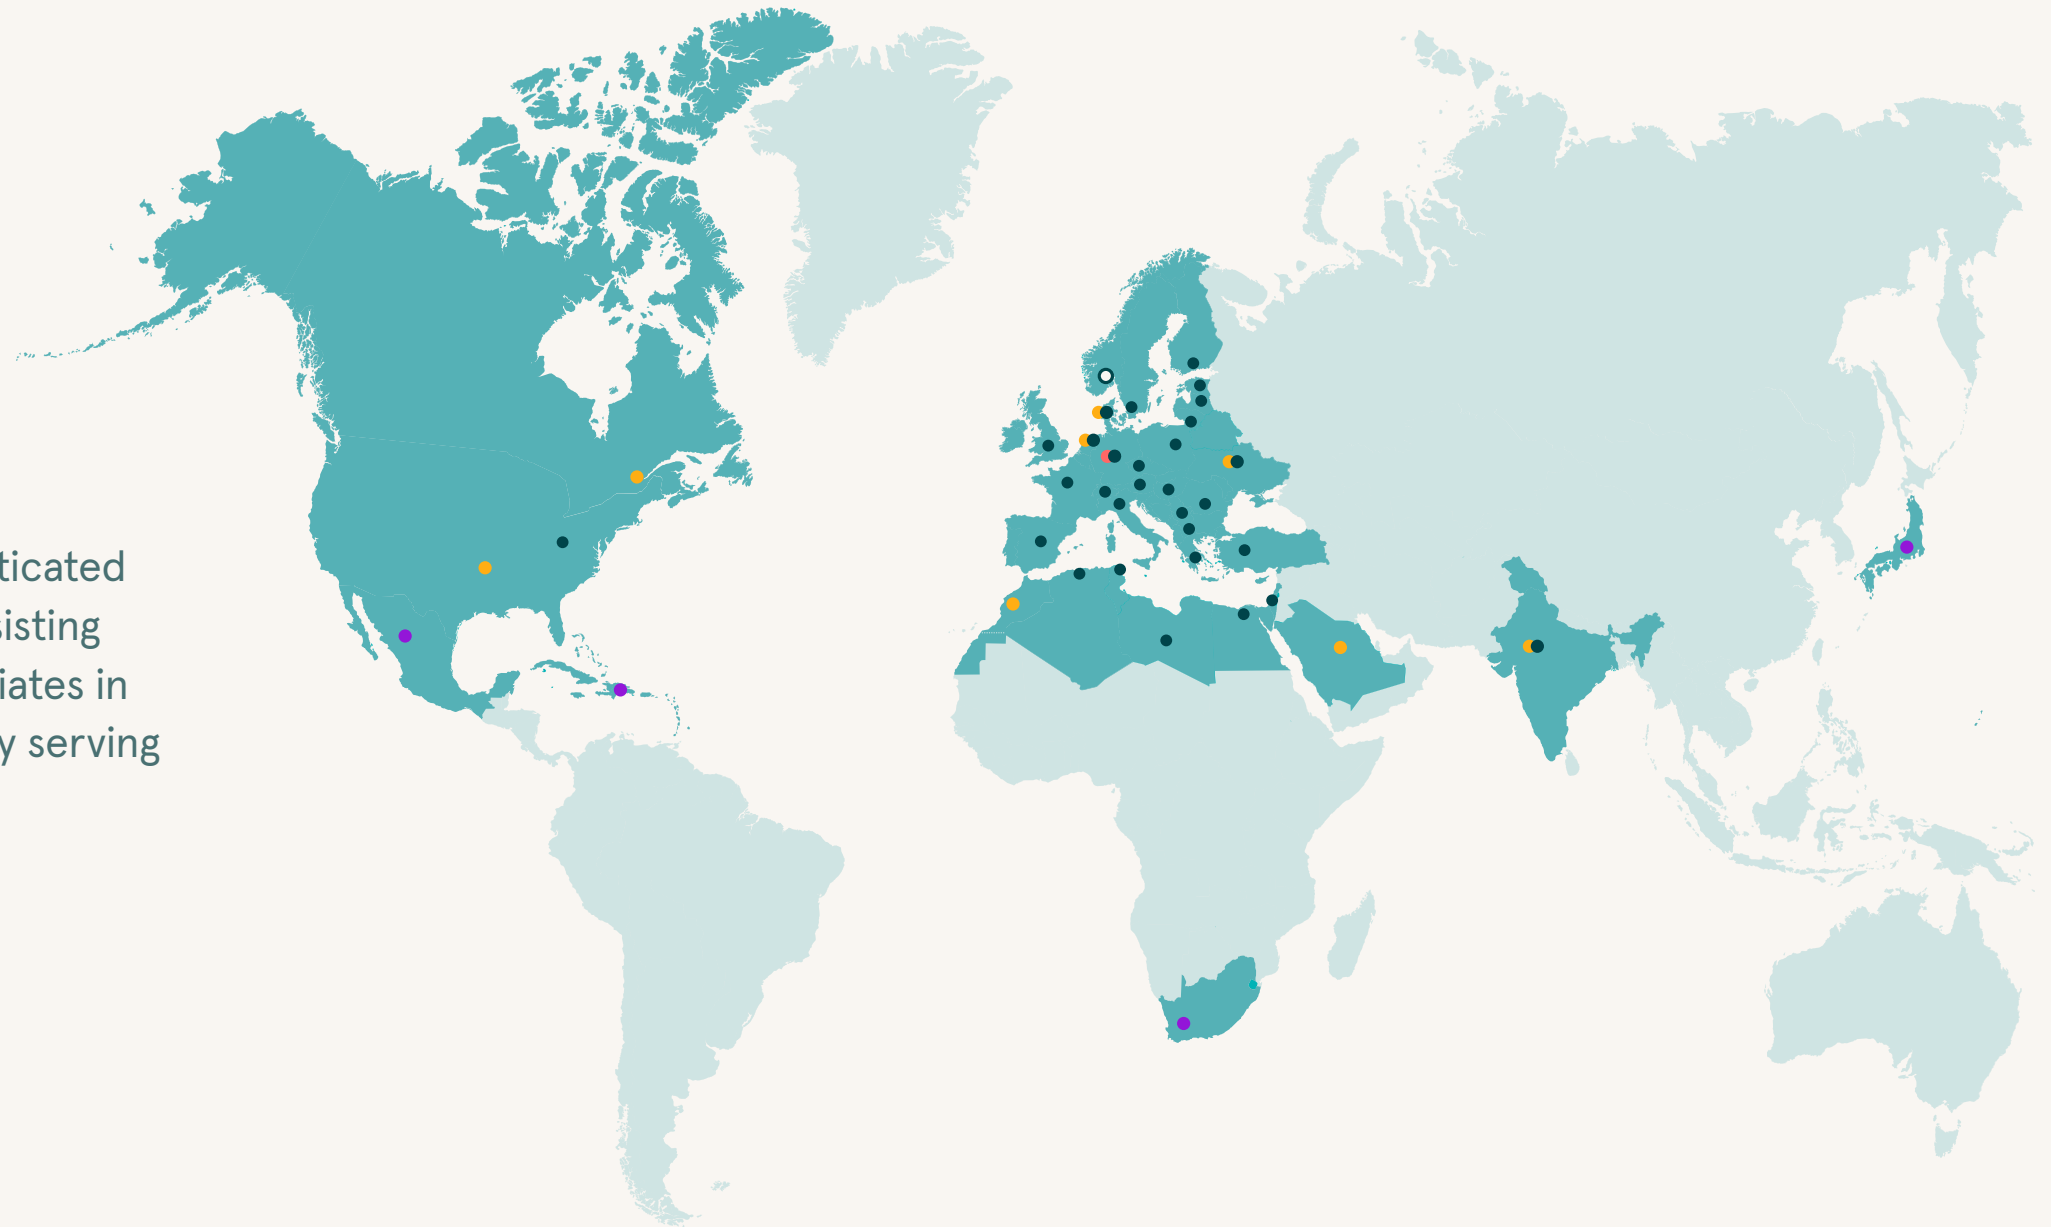 ticated
sisting
iates in
y serving